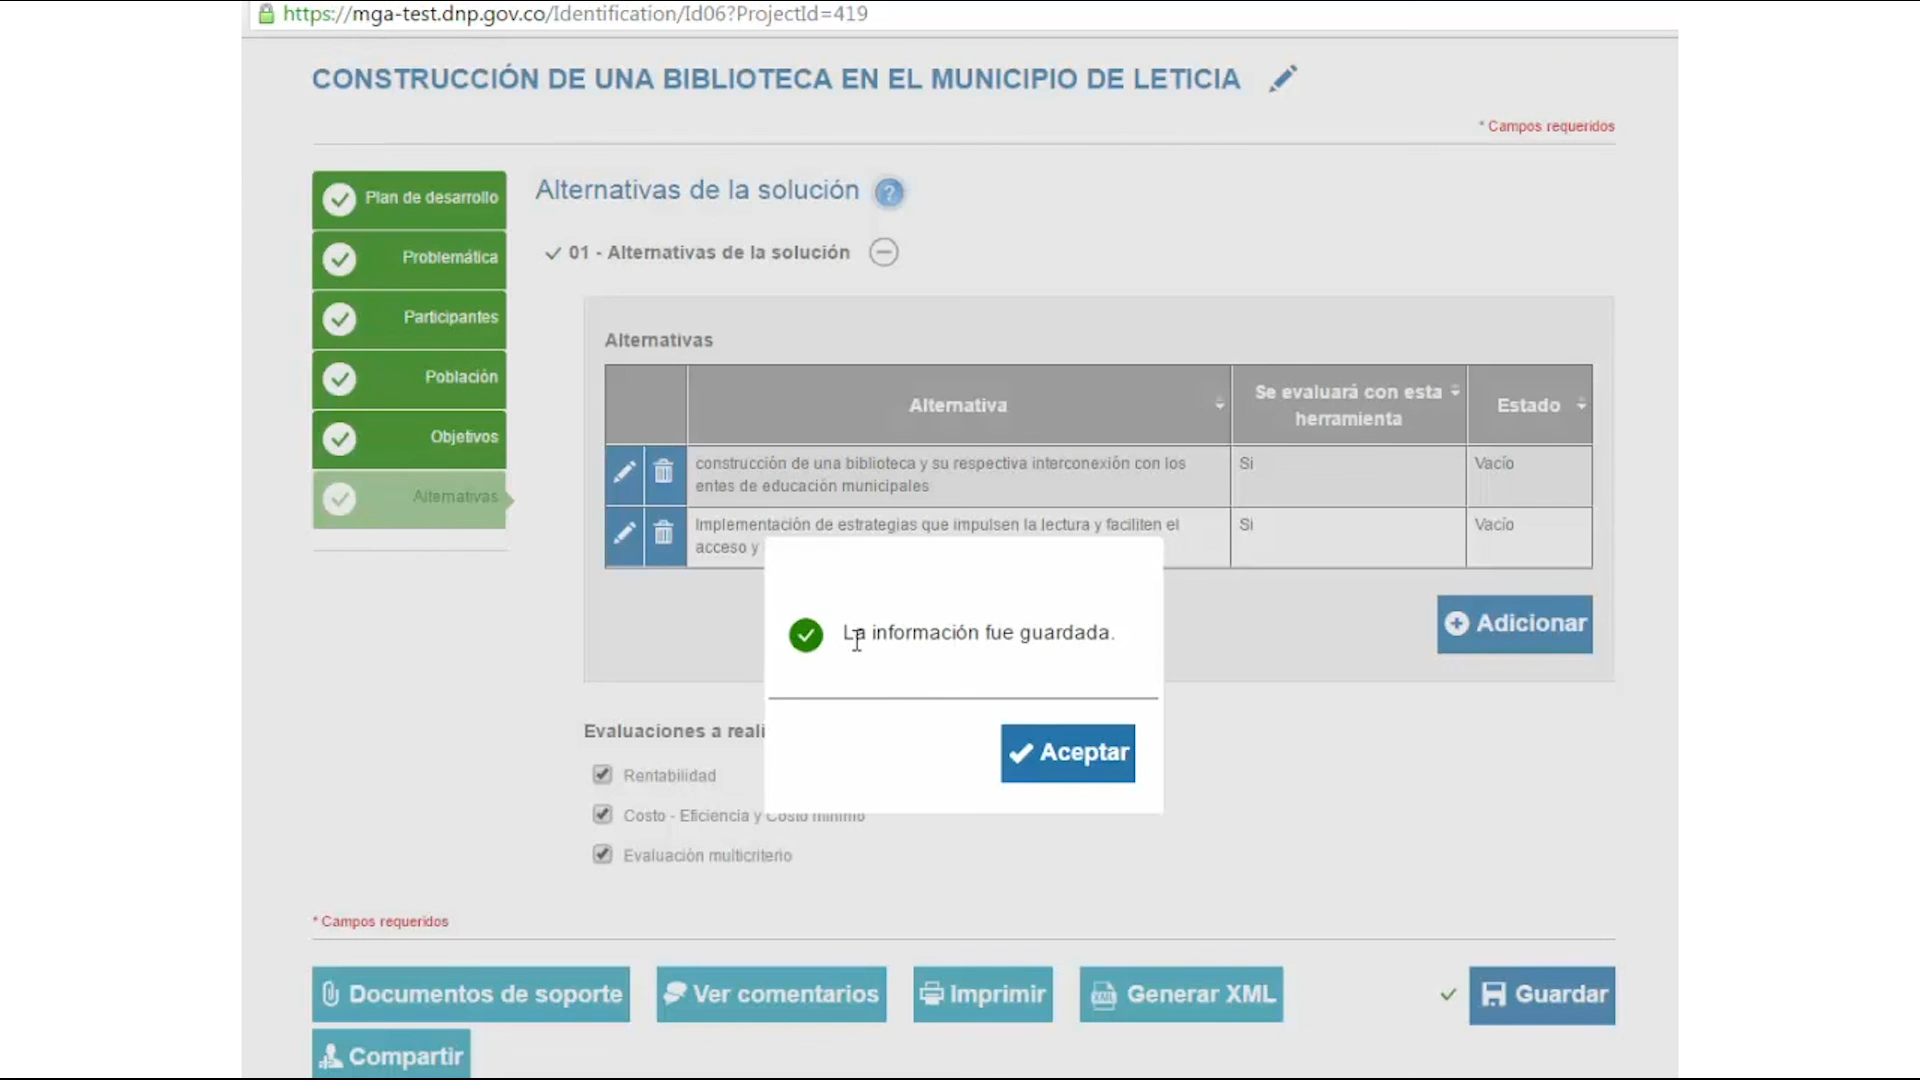 https://mga-test.dnp.gov.co/Identification/Id06?ProjectId=419
CONSTRUCCIÓN DE UNA BIBLIOTECA EN EL MUNICIPIO DE LETICIA
* Campos requeridos
Plan de desarrollo
Problemática
Participantes
Población
Objetivos
Alternativas
Alternativas de la solución ?
01 - Alternativas de la solución
Alternativas
Alternativa
Se evaluará con esta
herramienta
Estado
construcción de una biblioteca y su respectiva interconexión con los
entes de educación municipales
Si
Vacío
Implementación de estrategias que impulsen la lectura y faciliten el
acceso y
Si
Vacío
Adicionar
La información fue guardada.
Aceptar
Evaluaciones a reali
Rentabilidad
Costo - Eficiencia y Costo mínimo
Evaluación multicriterio
* Campos requeridos
Documentos de soporte
Ver comentarios
Imprimir
XML Generar XML
Guardar
Compartir